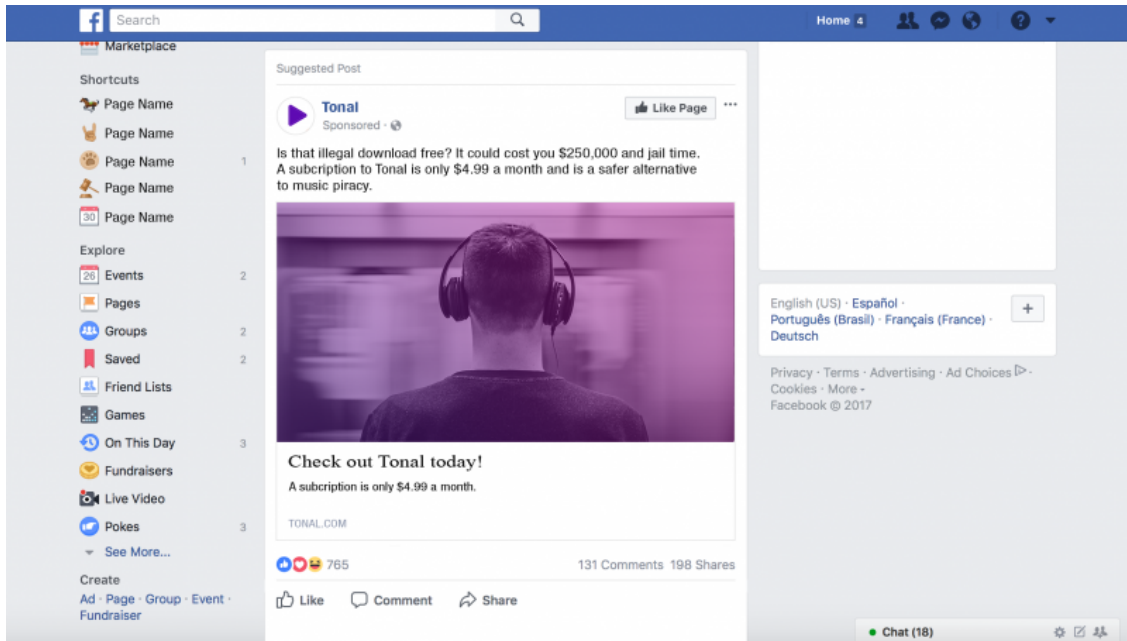 Search
Home 4
Marketplace
Shortcuts
Page Name
Page Name
Page Name 1
Page Name
30 Page Name
Explore
26 Events 2
Pages
Groups 2
Saved 2
Friend Lists
Games
On This Day 3
Fundraisers
Live Video
Pokes 3
See More...
Create
Ad · Page · Group · Event ·
Fundraiser
Suggested Post
Tonal
Sponsored ·
Like Page
Is that illegal download free? It could cost you $250,000 and jail time.
A subcription to Tonal is only $4.99 a month and is a safer alternative
to music piracy.
Check out Tonal today!
A subcription is only $4.99 a month.
TONAL.COM
765
131 Comments 198 Shares
Like Comment Share
English (US) · Español ·
Português (Brasil) · Français (France) ·
Deutsch
+
Privacy · Terms · Advertising · Ad Choices ·
Cookies · More
Facebook © 2017
Chat (18)